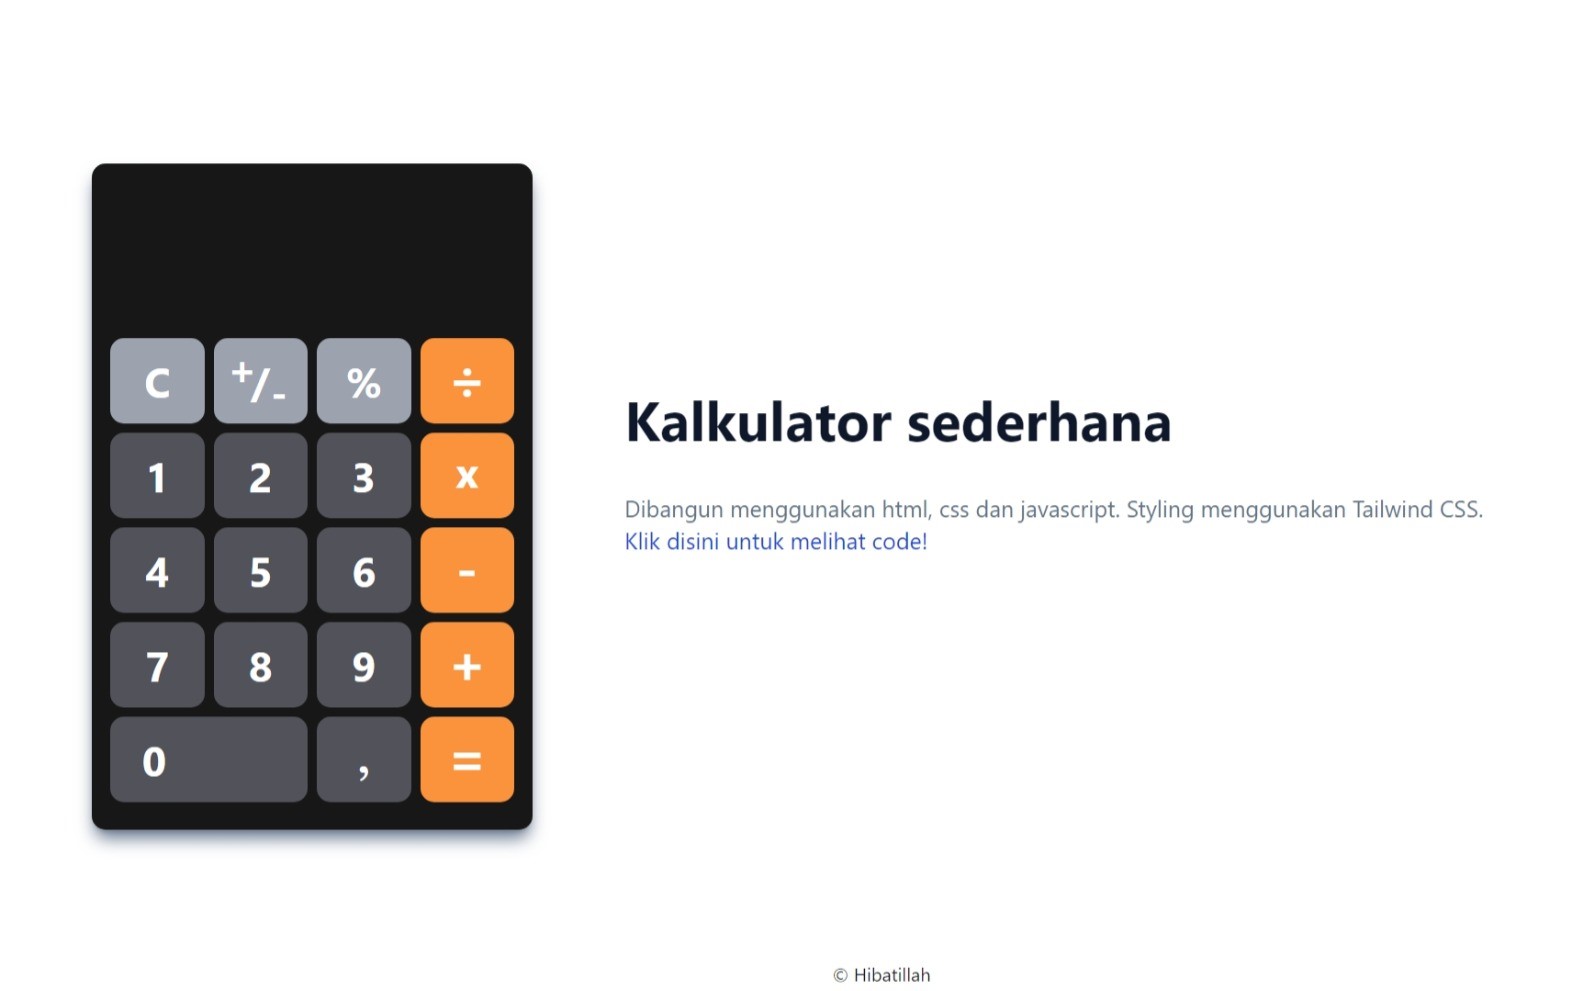 C +/- % ÷
1 2 3 x
4 5 6 -
7 8 9 +
0 , =
Kalkulator sederhana
Dibangun menggunakan html, css dan javascript. Styling menggunakan Tailwind CSS.
Klik disini untuk melihat code!
© Hibatillah